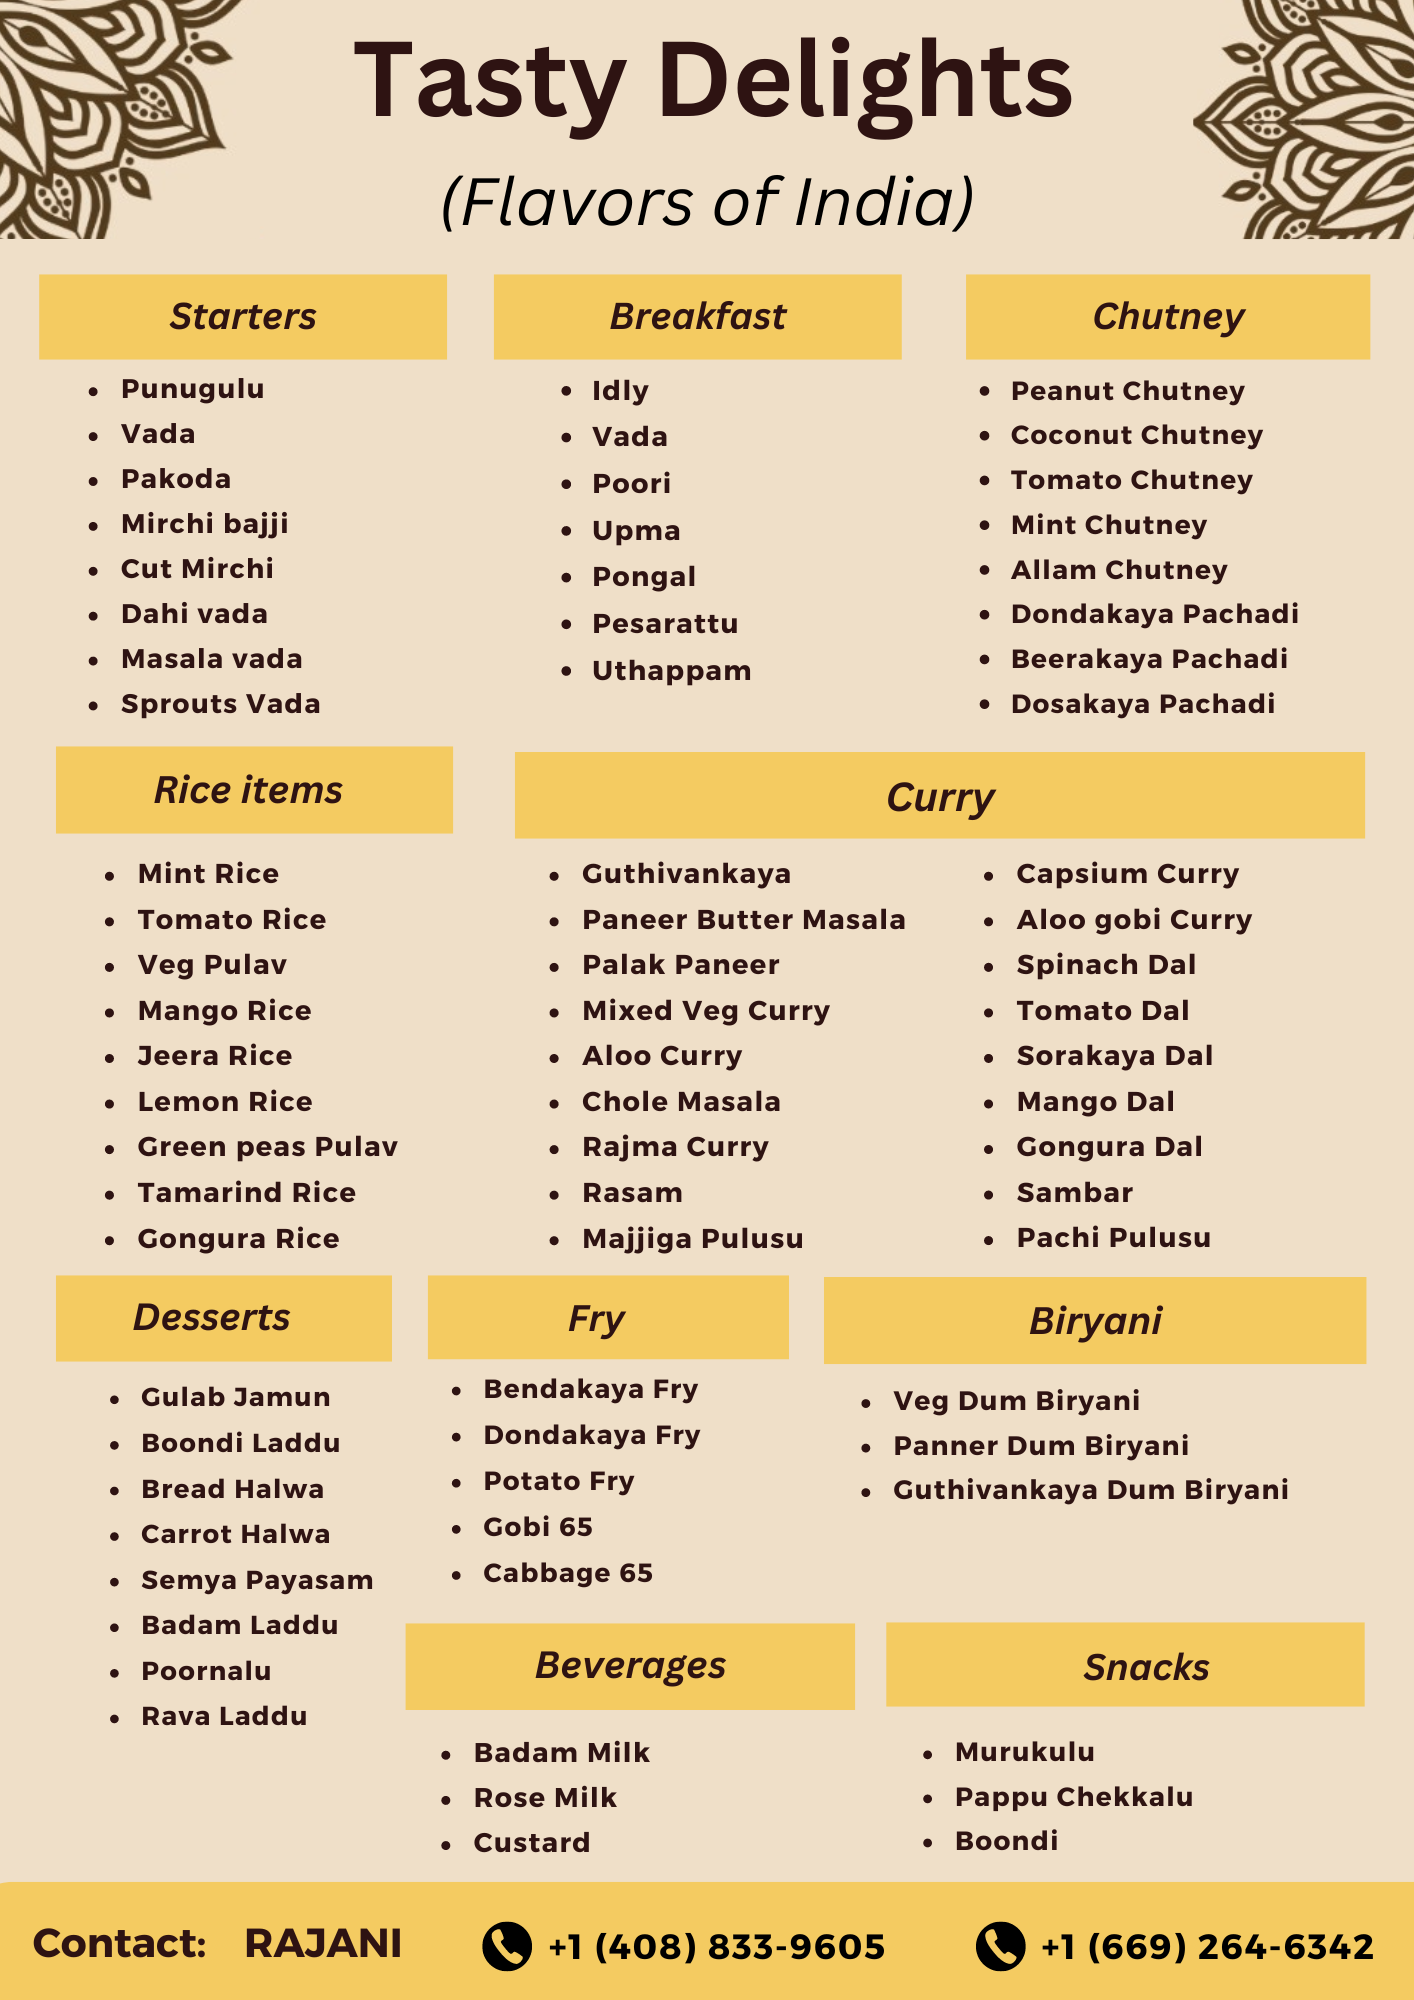 Tasty Delights
(Flavors of India)
Starters
Punugulu
Vada
Pakoda
Mirchi bajji
Cut Mirchi
Dahi vada
Masala vada
Sprouts Vada
Breakfast
Idly
Vada
Poori
Upma
Pongal
Pesarattu
Uthappam
Chutney
Peanut Chutney
Coconut Chutney
Tomato Chutney
Mint Chutney
Allam Chutney
Dondakaya Pachadi
Beerakaya Pachadi
Dosakaya Pachadi
Rice items
Mint Rice
Tomato Rice
Veg Pulav
Mango Rice
Jeera Rice
Lemon Rice
Green peas Pulav
Tamarind Rice
Gongura Rice
Curry
Guthivankaya
Paneer Butter Masala
Palak Paneer
Mixed Veg Curry
Aloo Curry
Chole Masala
Rajma Curry
Rasam
Majjiga Pulusu
Capsium Curry
Aloo gobi Curry
Spinach Dal
Tomato Dal
Sorakaya Dal
Mango Dal
Gongura Dal
Sambar
Pachi Pulusu
Desserts
Gulab Jamun
Boondi Laddu
Bread Halwa
Carrot Halwa
Semya Payasam
Badam Laddu
Poornalu
Rava Laddu
Fry
Bendakaya Fry
Dondakaya Fry
Potato Fry
Gobi 65
Cabbage 65
Biryani
Veg Dum Biryani
Panner Dum Biryani
Guthivankaya Dum Biryani
Beverages
Badam Milk
Rose Milk
Custard
Snacks
Murukulu
Pappu Chekkalu
Boondi
Contact: RAJANI +1 (408) 833-9605 +1 (669) 264-6342